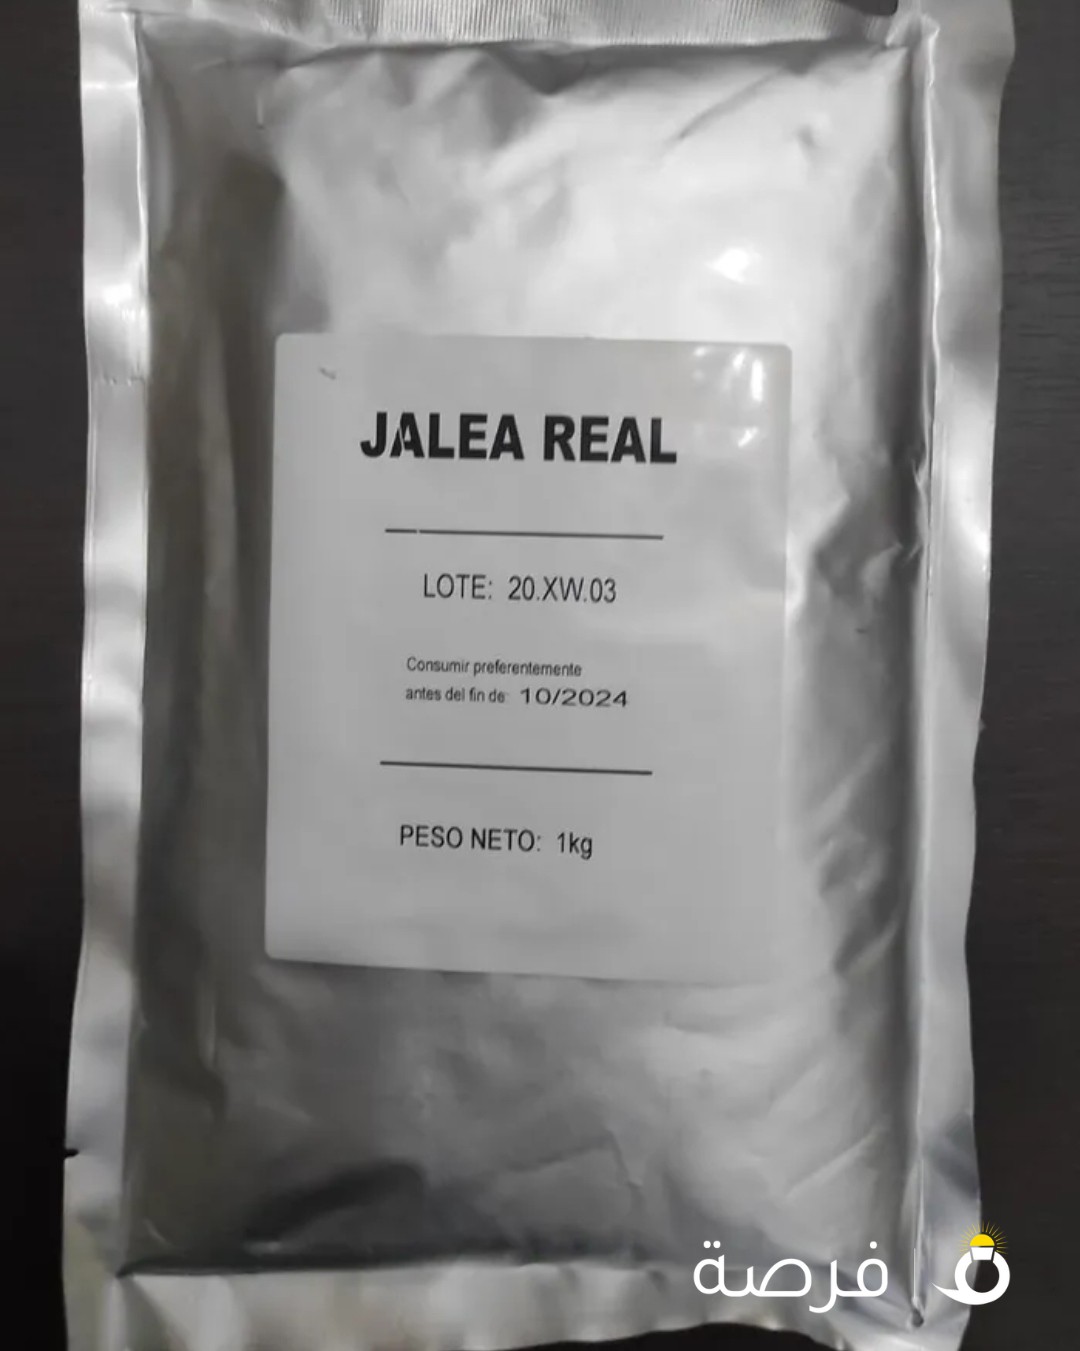 JALEA REAL
LOTE: 20.XW.03
Consumir preferentemente
antes del fin de: 10/2024
PESO NETO: 1kg
فرصة